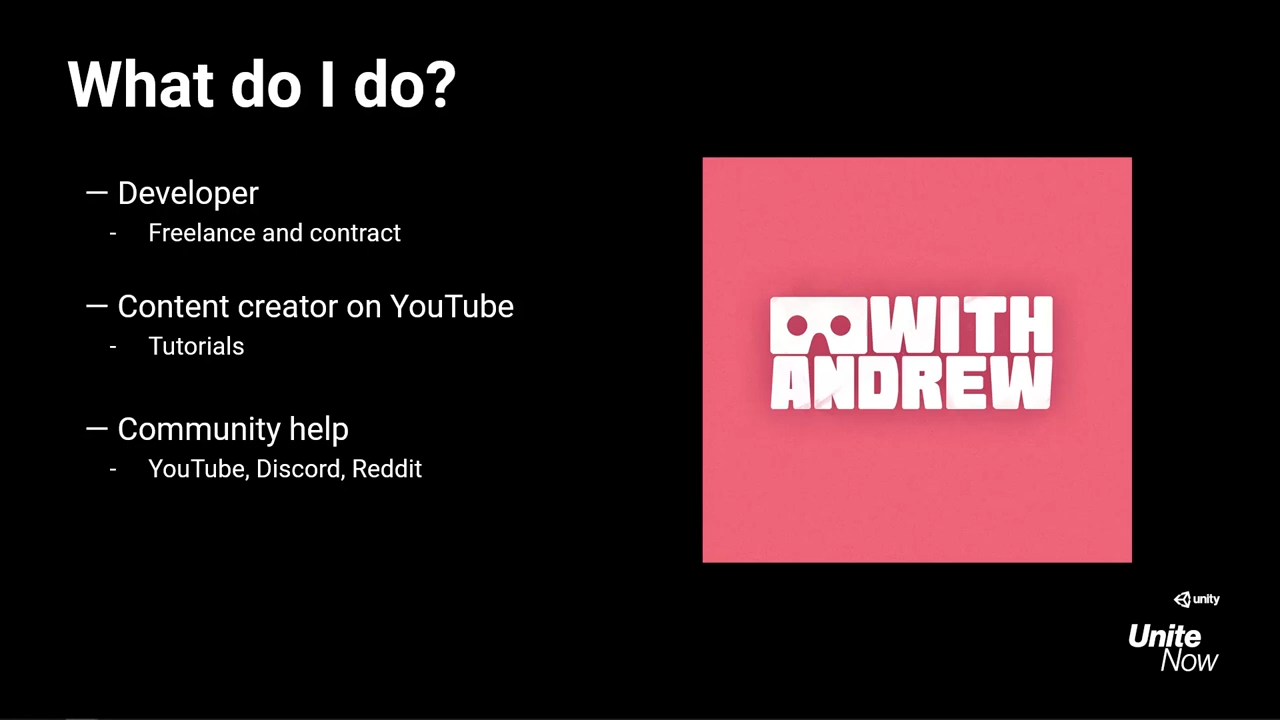 What do I do?
— Developer
- Freelance and contract
— Content creator on YouTube
- Tutorials
— Community help
- YouTube, Discord, Reddit
WITH
ANDREW
unity
Unite
Now